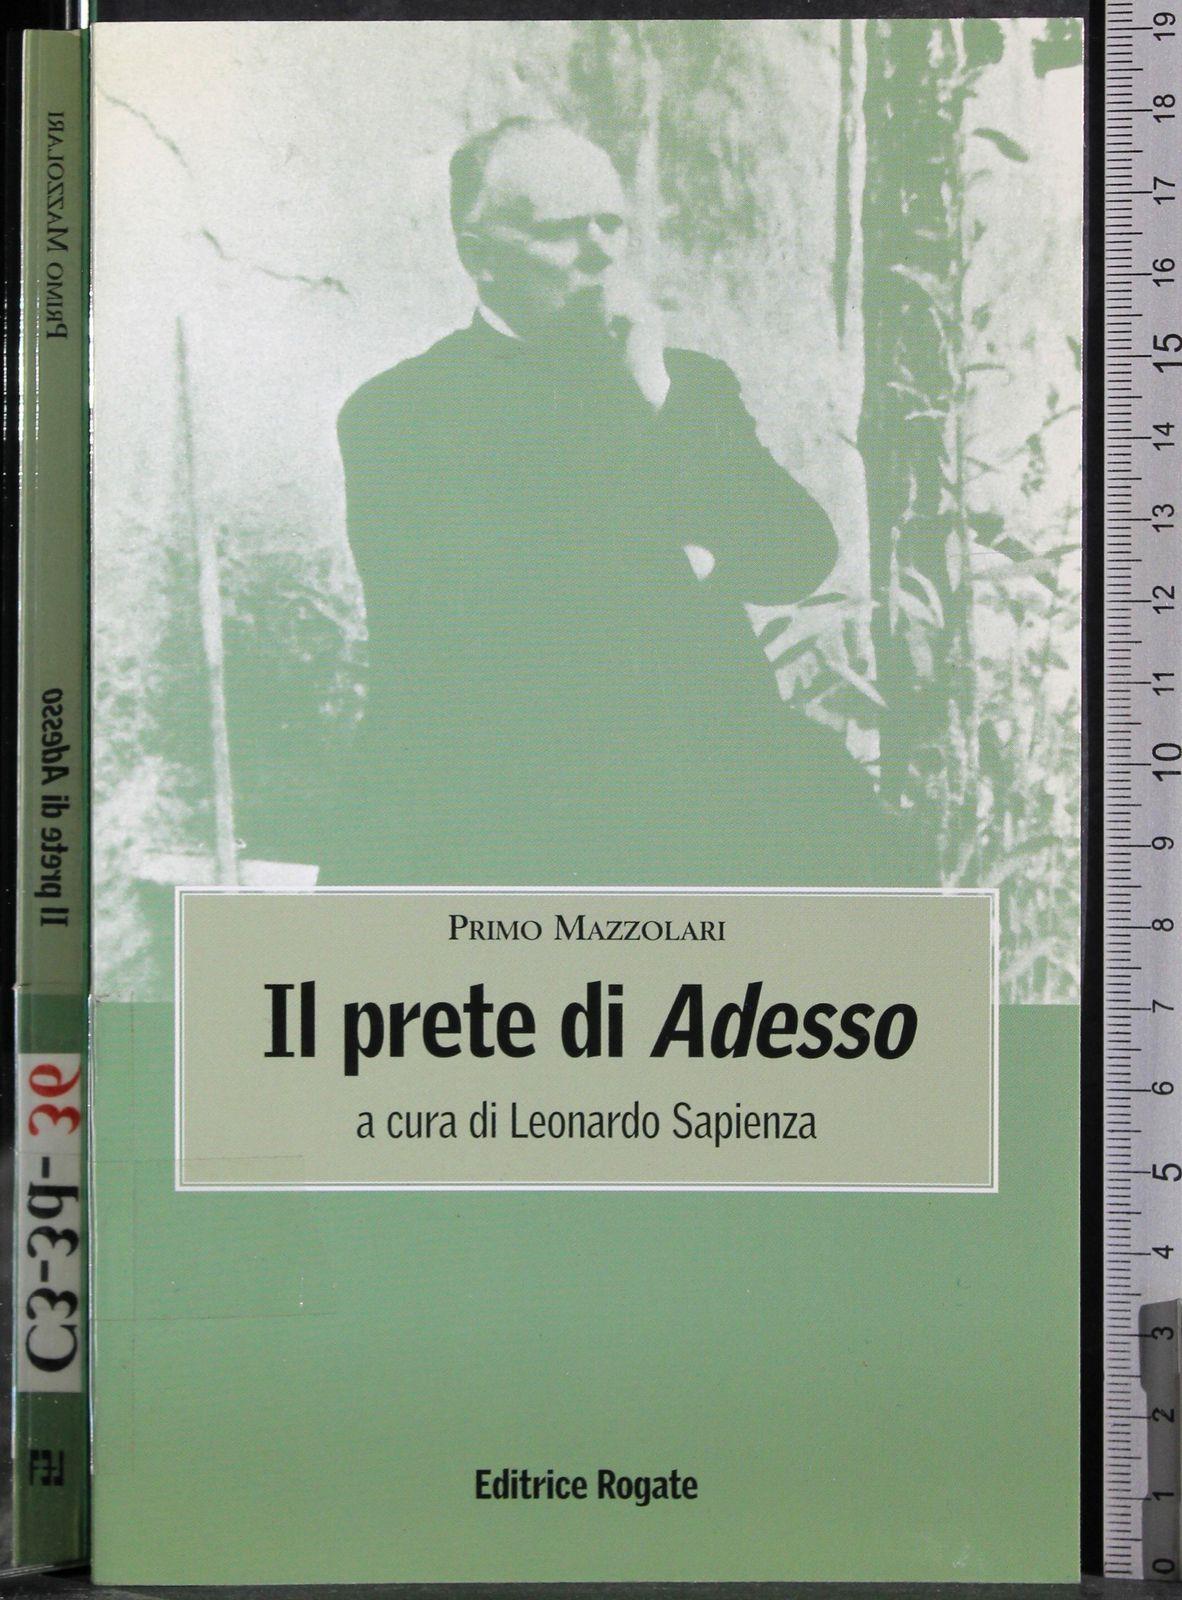 PRIMO MAZZOLARI
Il prete di Adesso
C3-3q-36
PRIMO MAZZOLARI
Il prete di Adesso
a cura di Leonardo Sapienza
Editrice Rogate
19
18
17
16
15
14
13
12
11
10
9
8
7
6
5
4
3
2
1
0